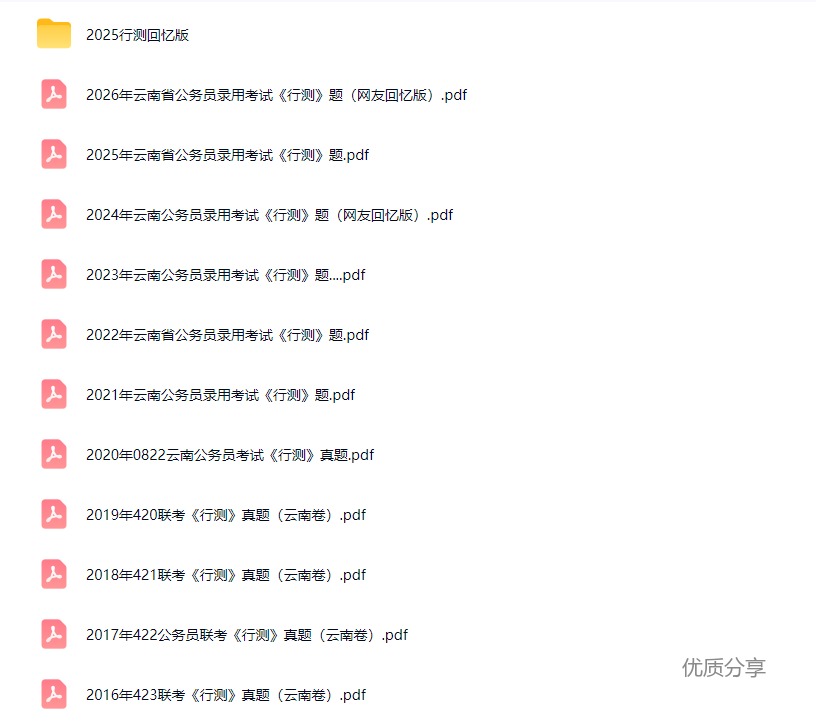 2025行测回忆版
2026年云南省公务员录用考试《行测》题（网友回忆版）.pdf
2025年云南省公务员录用考试《行测》题.pdf
2024年云南公务员录用考试《行测》题（网友回忆版）.pdf
2023年云南公务员录用考试《行测》题....pdf
2022年云南省公务员录用考试《行测》题.pdf
2021年云南公务员录用考试《行测》题.pdf
2020年0822云南公务员考试《行测》真题.pdf
2019年420联考《行测》真题（云南卷）.pdf
2018年421联考《行测》真题（云南卷）.pdf
2017年422公务员联考《行测》真题（云南卷）.pdf
优质分享
2016年423联考《行测》真题（云南卷）.pdf